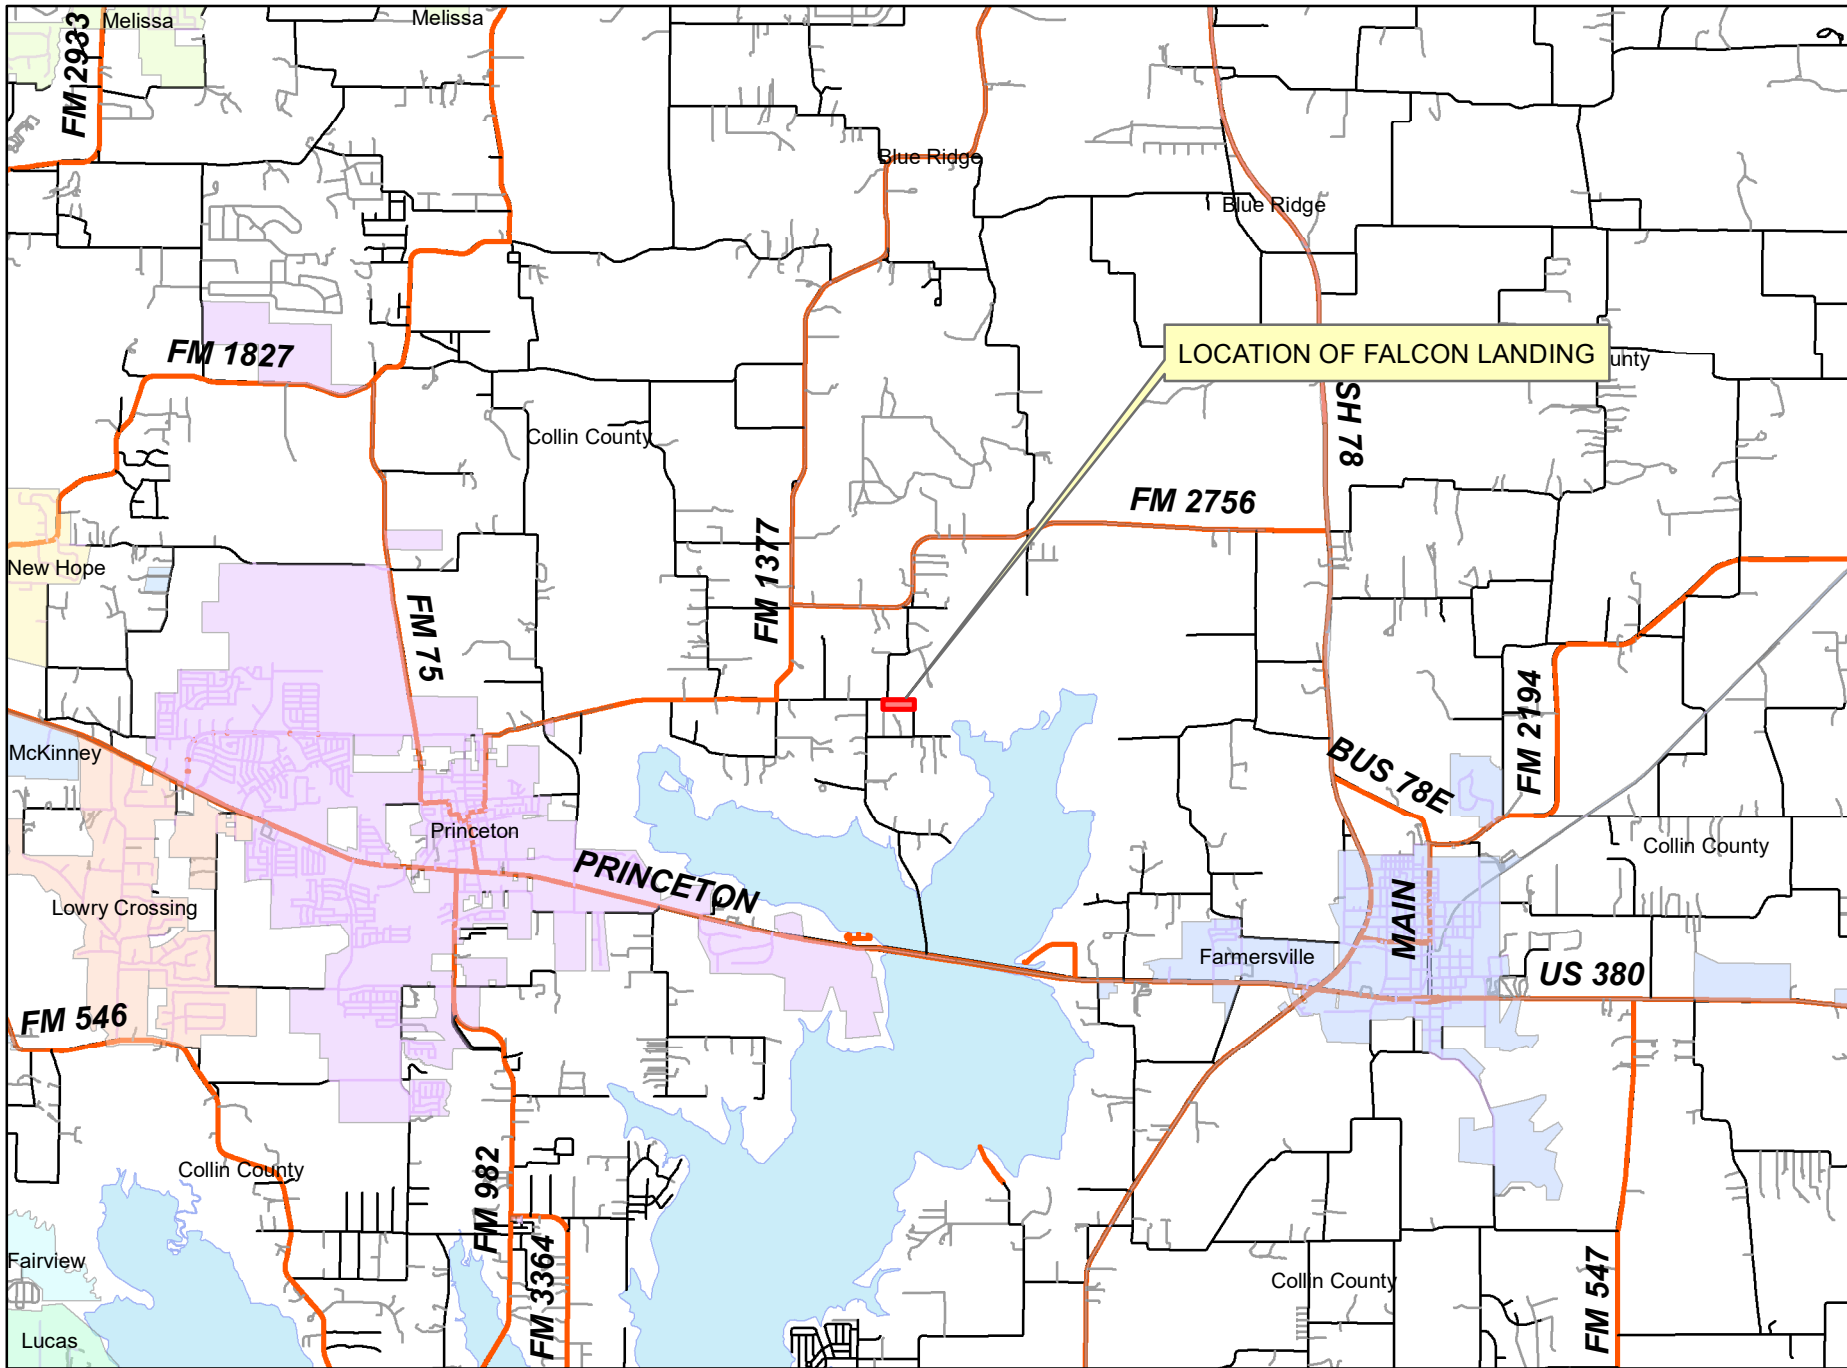 Melissa
Melissa
FM 2933
Blue Ridge
Blue Ridge
FM 1827
LOCATION OF FALCON LANDING
unty
SH 78
Collin County
FM 2756
FM 1377
New Hope
FM 75
FM 2194
McKinney
BUS 78E
Princeton
Collin County
PRINCETON
MAIN
Lowry Crossing
Farmersville
US 380
FM 546
Collin County
FM 982
Fairview
FM 3364
Collin County
FM 547
Lucas